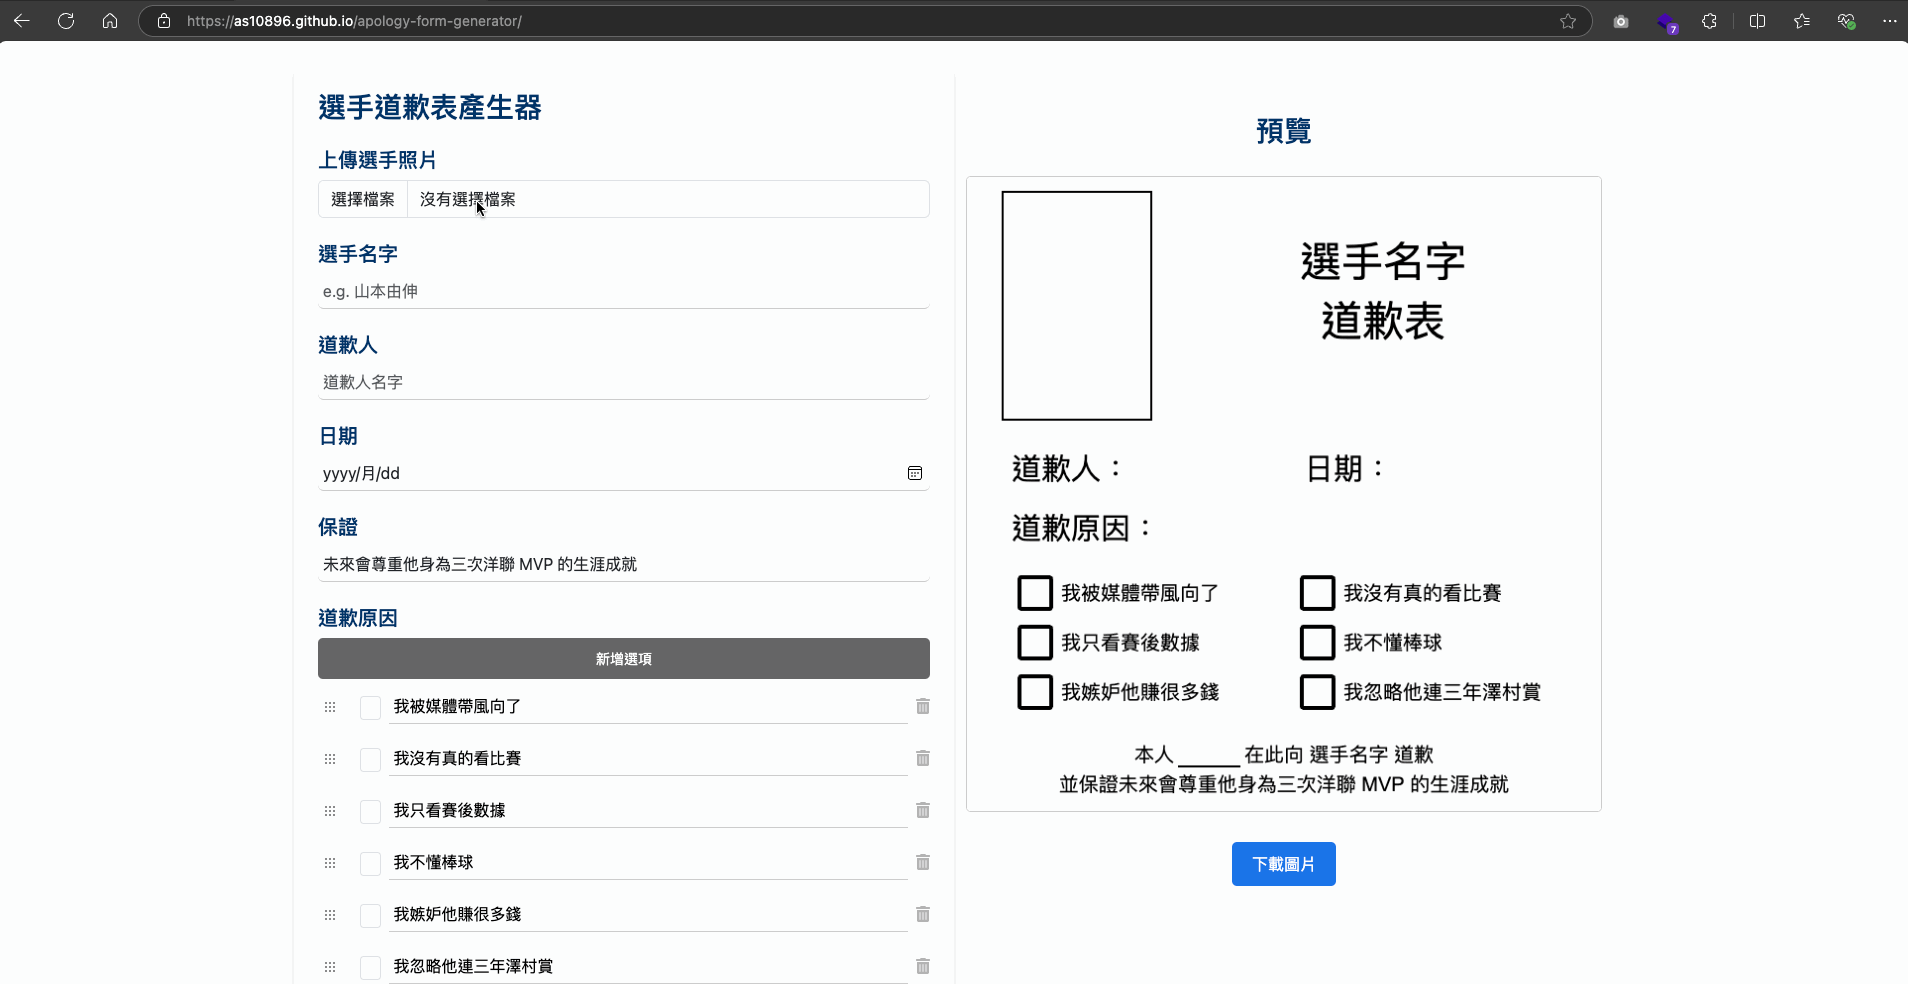 https://as10896.github.io/apology-form-generator/
7
選手道歉表產生器
上傳選手照片
選擇檔案 沒有選擇檔案
選手名字
e.g. 山本由伸
道歉人
道歉人名字
日期
yyyy/月/dd
保證
未來會尊重他身為三次洋聯 MVP 的生涯成就
道歉原因
新增選項
我被媒體帶風向了
我沒有真的看比賽
我只看賽後數據
我不懂棒球
我嫉妒他賺很多錢
我忽略他連三年澤村賞
預覽
選手名字
道歉表
道歉人：
日期：
道歉原因：
我被媒體帶風向了
我沒有真的看比賽
我只看賽後數據
我不懂棒球
我嫉妒他賺很多錢
我忽略他連三年澤村賞
本人 ______ 在此向 選手名字 道歉
並保證未來會尊重他身為三次洋聯 MVP 的生涯成就
下載圖片